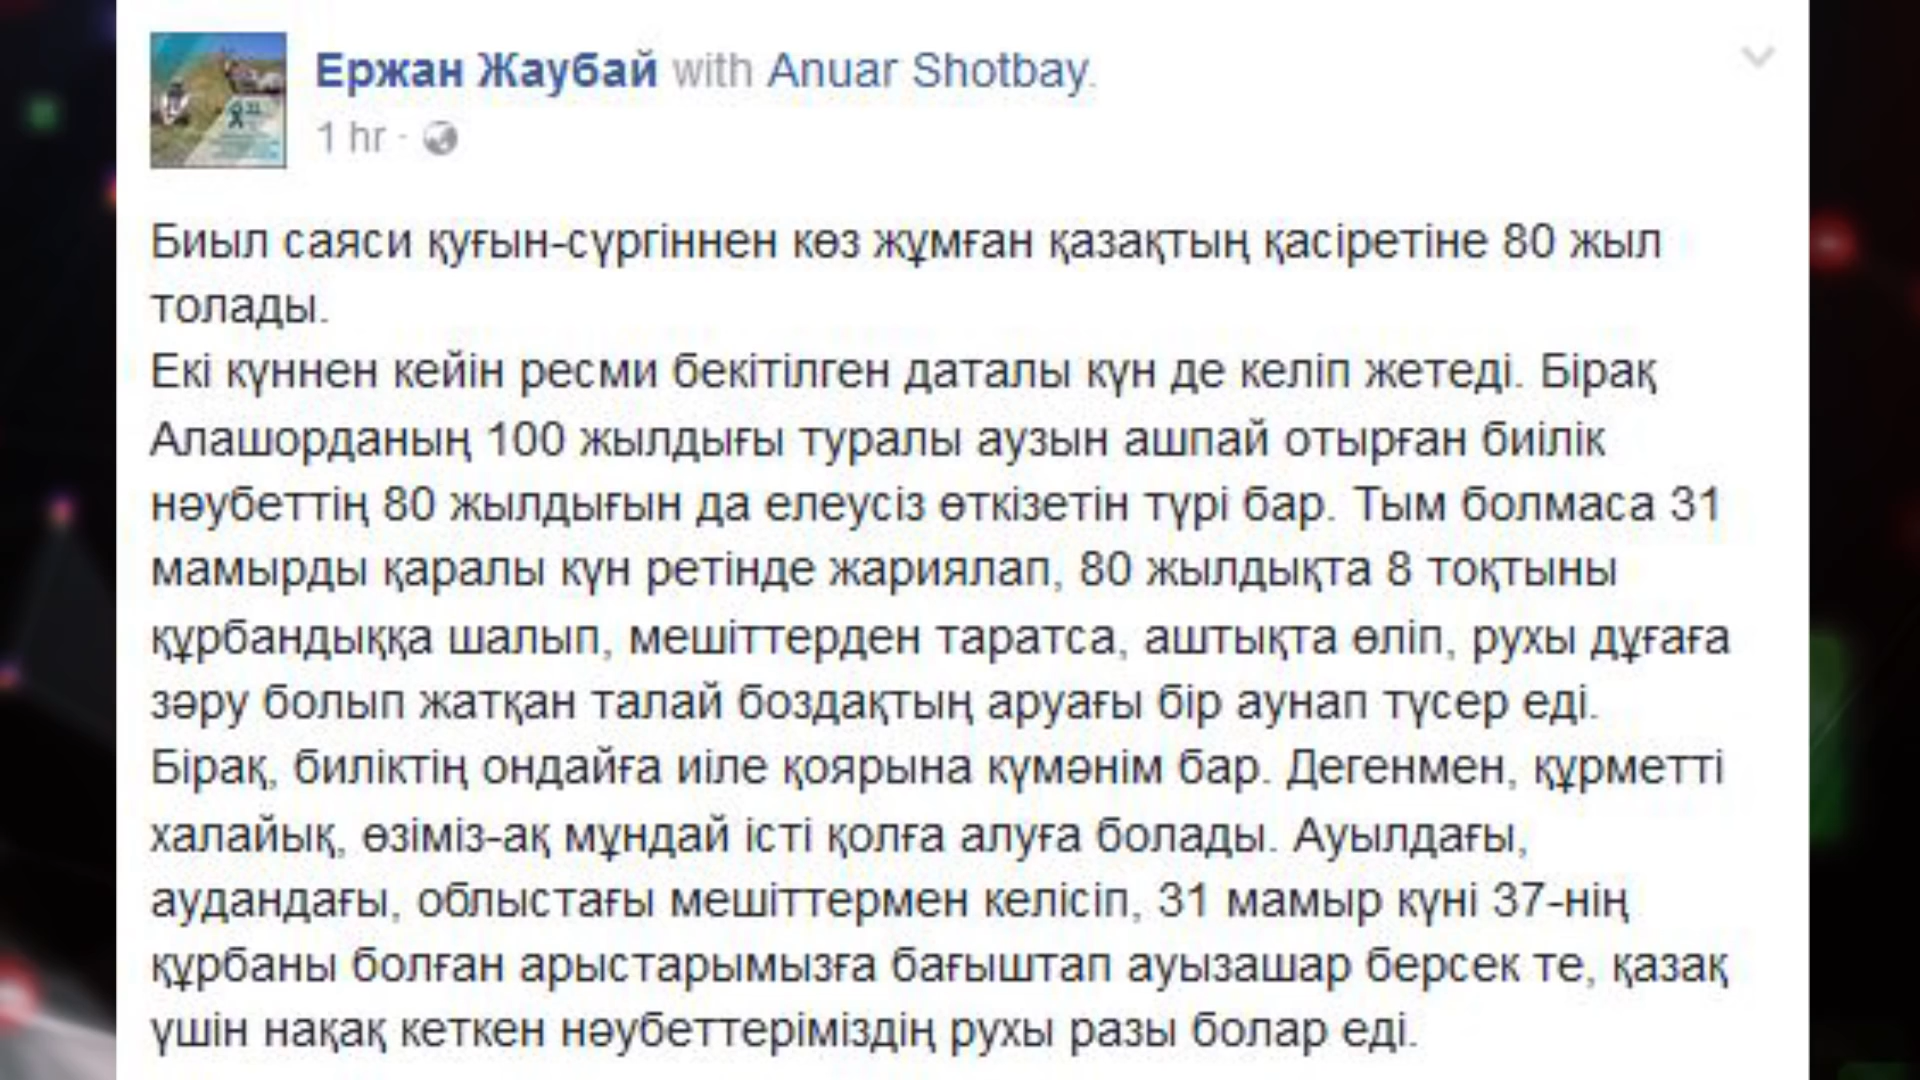 Ержан Жаубай with Anuar Shotbay.
1 hr ·
Биыл саяси қуғын-сүргіннен көз жұмған қазақтың қасіретіне 80 жыл
толады.
Екі күннен кейін ресми бекітілген даталы күн де келіп жетеді. Бірақ
Алашорданың 100 жылдығы туралы аузын ашпай отырған биілік
нәубеттің 80 жылдығын да елеусіз өткізетін түрі бар. Тым болмаса 31
мамырды қаралы күн ретінде жариялап, 80 жылдықта 8 тоқтыны
құрбандыққа шалып, мешіттерден таратса, аштықта өліп, рухы дұғаға
зәру болып жатқан талай боздақтың аруағы бір аунап түсер еді.
Бірақ, биліктің ондайға иіле қоярына күмәнім бар. Дегенмен, құрметті
халайық, өзіміз-ақ мұндай істі қолға алуға болады. Ауылдағы,
аудандағы, облыстағы мешіттермен келісіп, 31 мамыр күні 37-нің
құрбаны болған арыстарымызға бағыштап ауызашар берсек те, қазақ
үшін нақақ кеткен нәубеттеріміздің рухы разы болар еді.